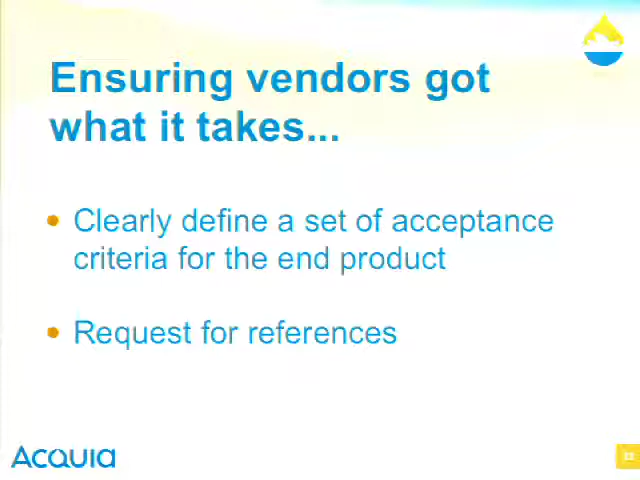 Ensuring vendors got
what it takes...
Clearly define a set of acceptance
criteria for the end product
Request for references
Acquia